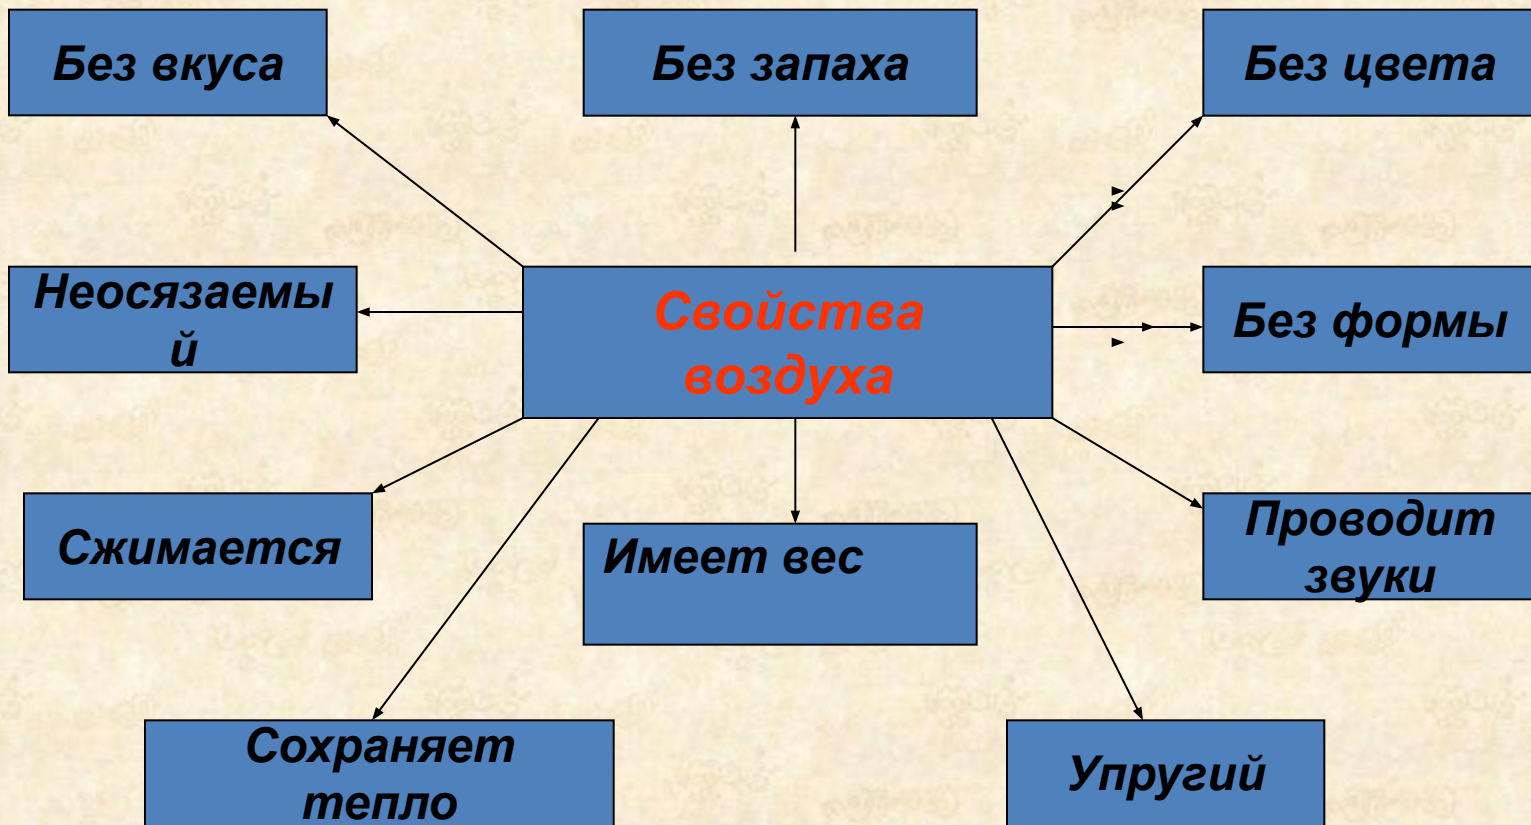 Без вкуса
Без запаха
Без цвета
Неосязаемы
й
Свойства
воздуха
Без формы
Сжимается
Имеет вес
Проводит
звуки
Сохраняет
тепло
Упругий